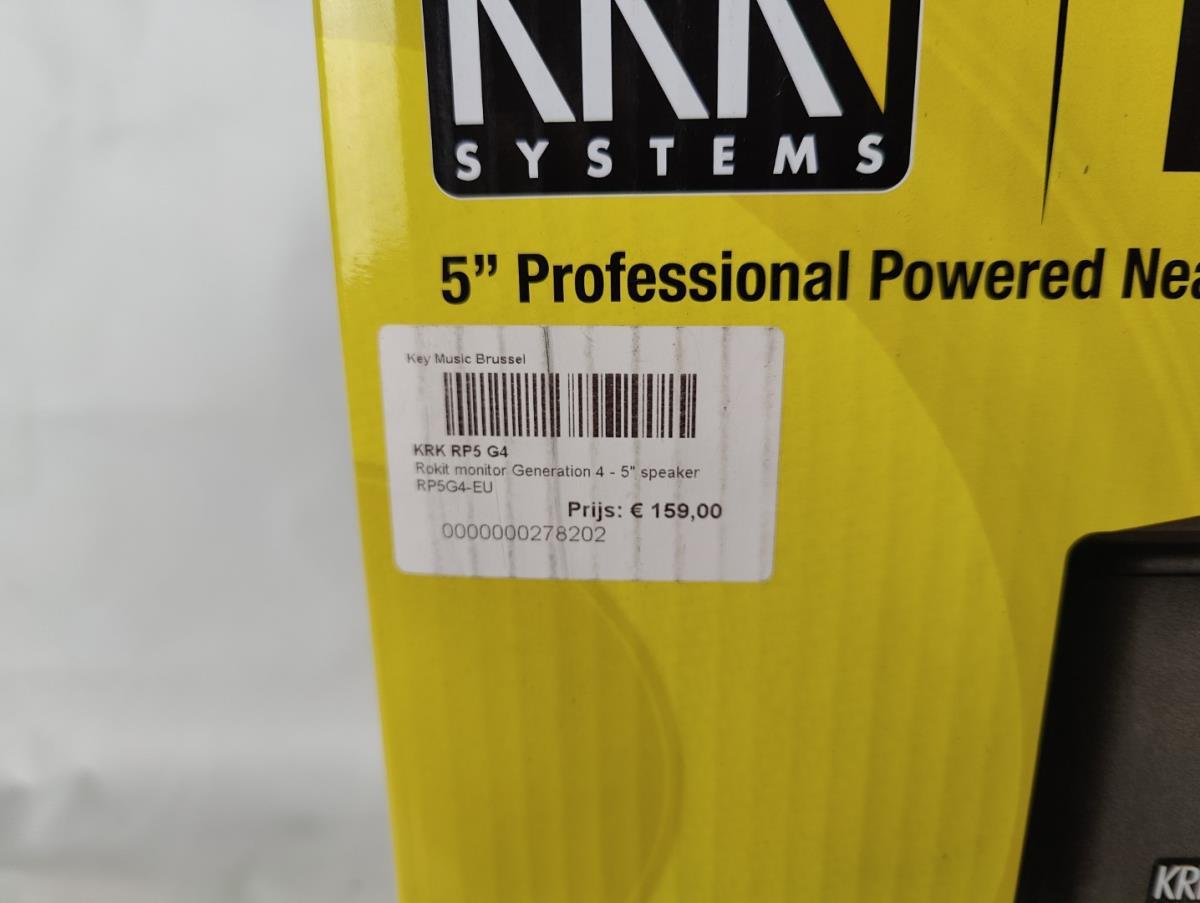 KRK
SYSTEMS
5” Professional Powered
Key Music Brussel
KRK RP5 G4
Rokit monitor Generation 4 - 5" speaker
RP5G4-EU
Prijs: € 159,00
0000000278202